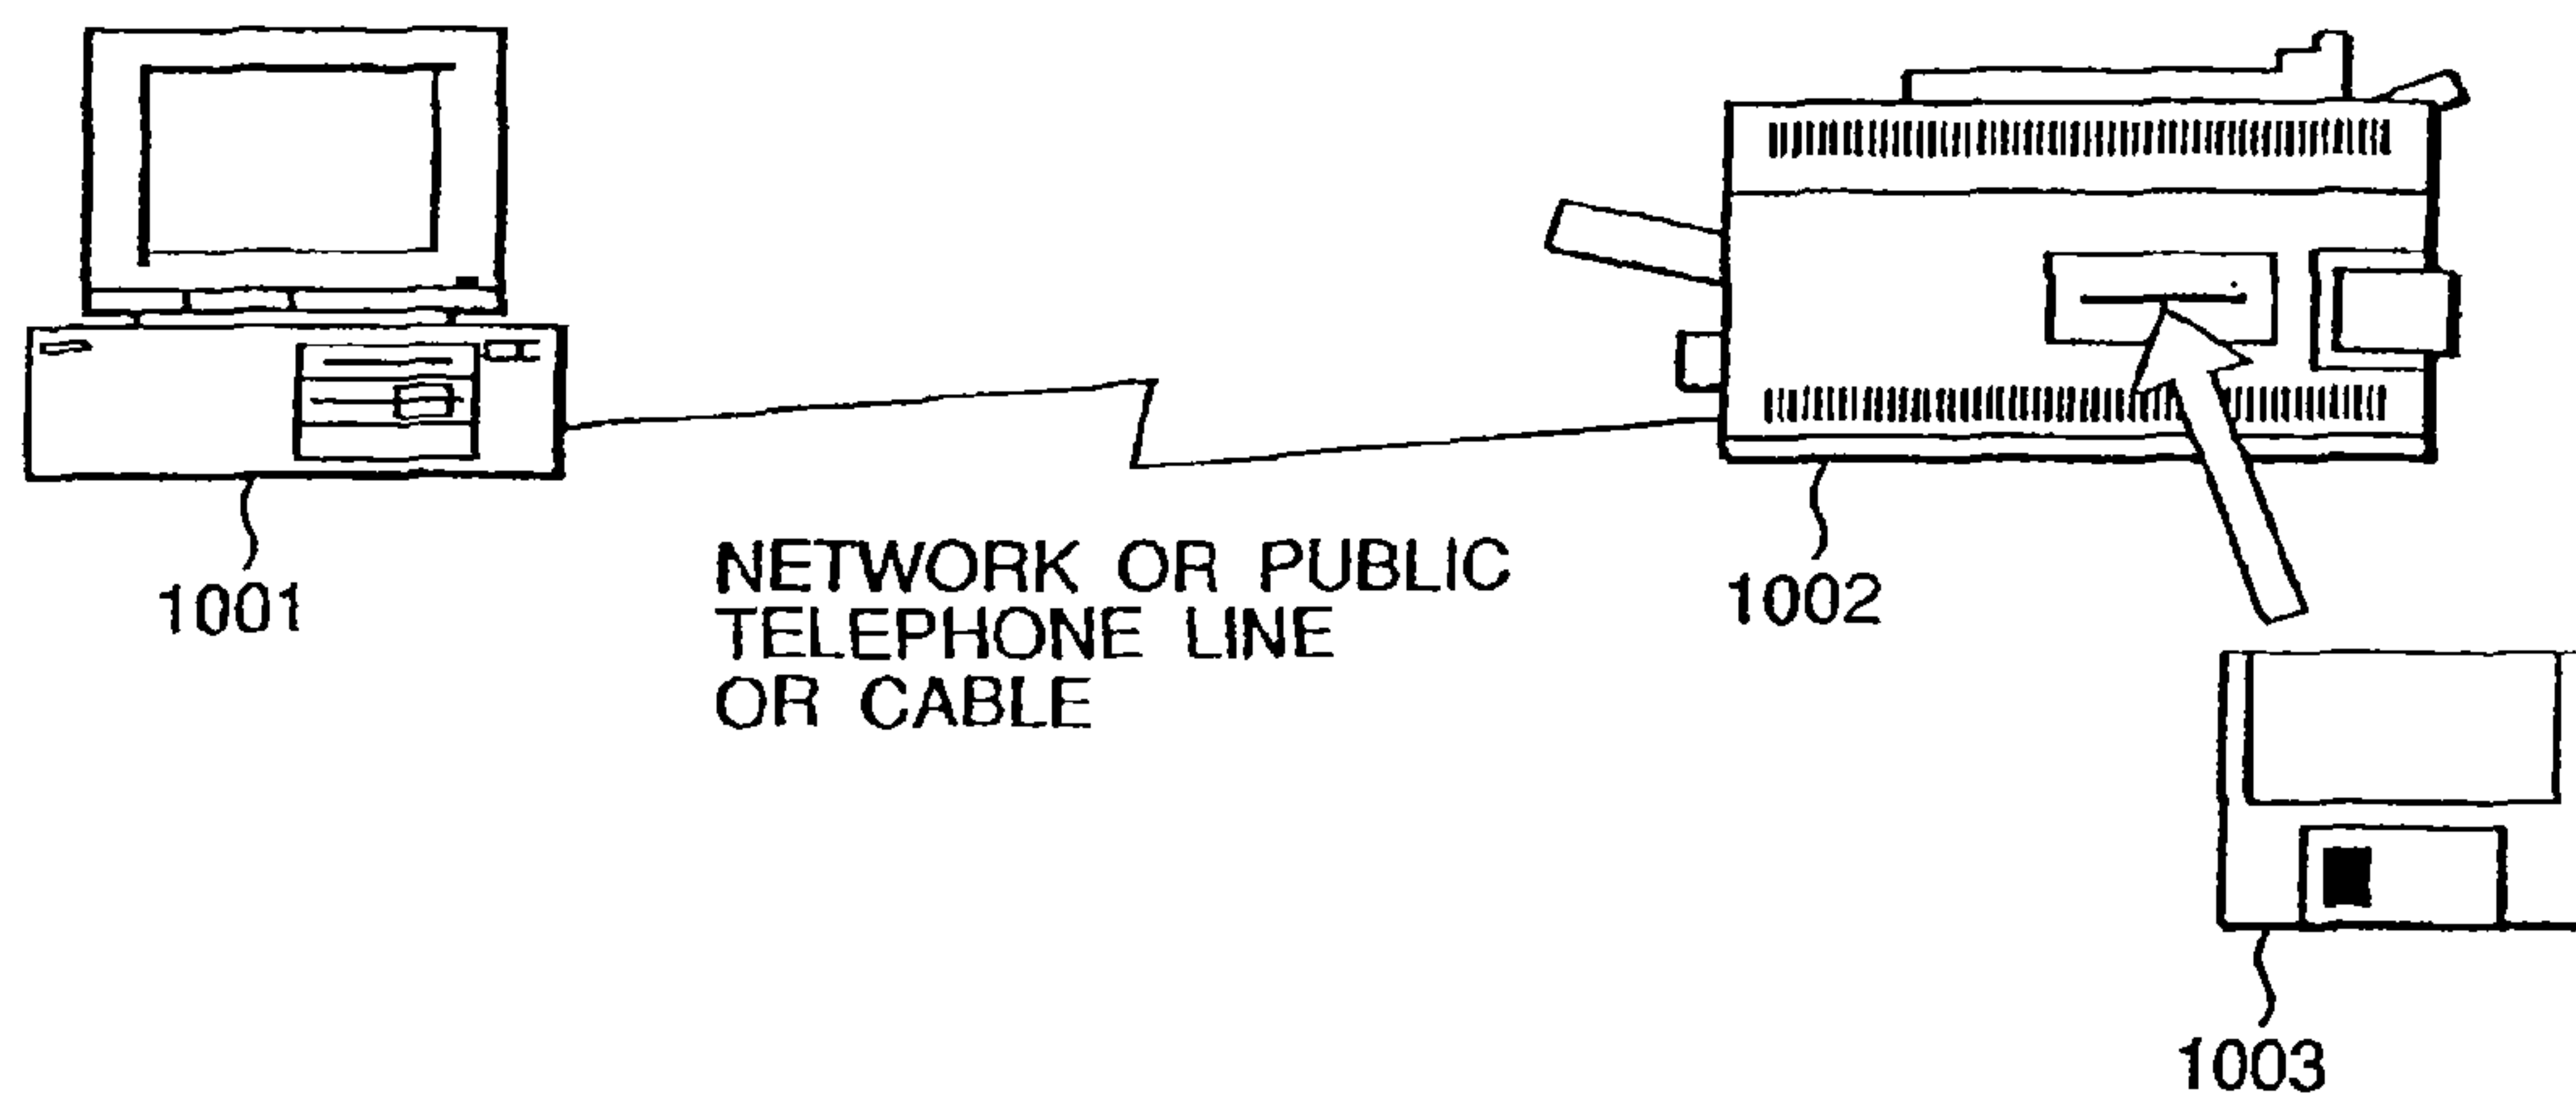 1001
NETWORK OR PUBLIC
TELEPHONE LINE
OR CABLE
1002
1003